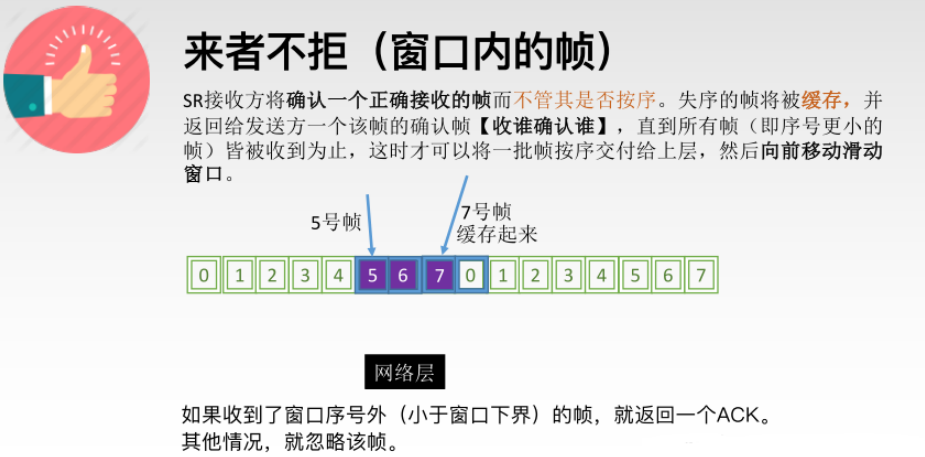 来者不拒（窗口内的帧）
SR接收方将确认一个正确接收的帧而不管其是否按序。失序的帧将被缓存，并
返回给发送方一个该帧的确认帧【收谁确认谁】，直到所有帧（即序号更小的
帧）皆被收到为止，这时才可以将一批帧按序交付给上层，然后向前移动滑动
窗口。
5号帧
7号帧
缓存起来
0 1 2 3 4 5 6 7 0 1 2 3 4 5 6 7
网络层
如果收到了窗口序号外（小于窗口下界）的帧，就返回一个ACK。
其他情况，就忽略该帧。